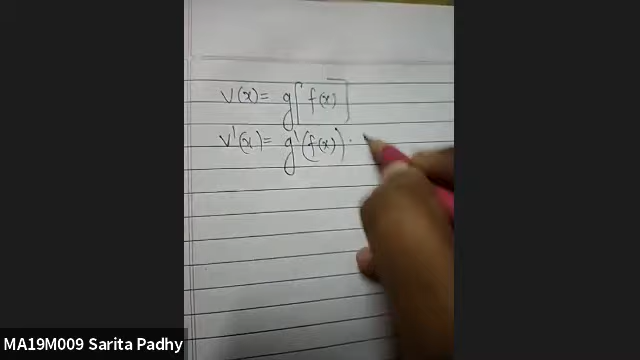 v(x) = g[f(x)]
v'(x) = g'(f(x)) ·
MA19M009 Sarita Padhy